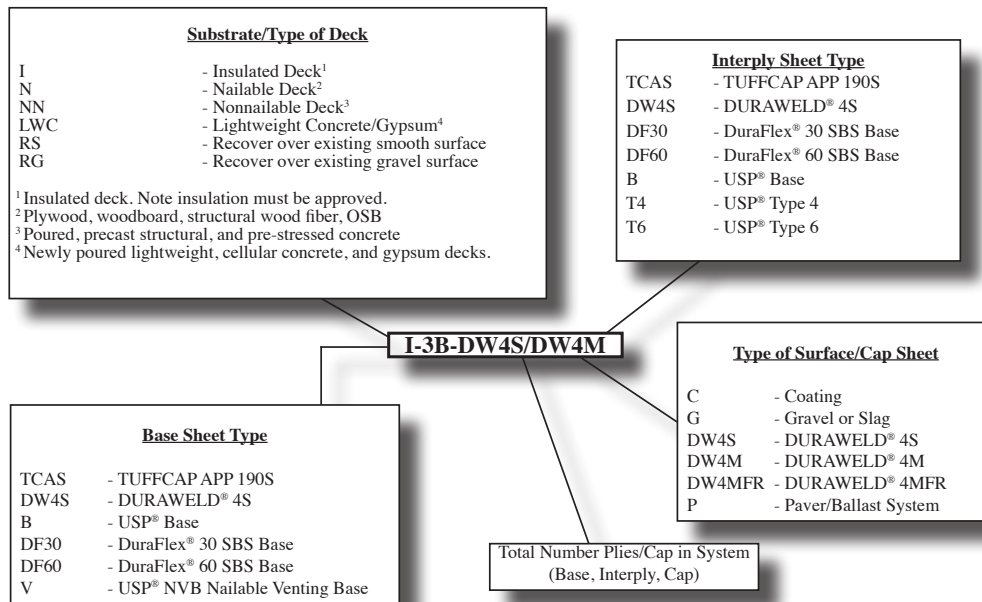 Substrate/Type of Deck
I - Insulated Deck¹
N - Nailable Deck²
NN - Nonnailable Deck³
LWC - Lightweight Concrete/Gypsum⁴
RS - Recover over existing smooth surface
RG - Recover over existing gravel surface
¹ Insulated deck. Note insulation must be approved.
² Plywood, woodboard, structural wood fiber, OSB
³ Poured, precast structural, and pre-stressed concrete
⁴ Newly poured lightweight, cellular concrete, and gypsum decks.
Interply Sheet Type
TCAS - TUFFCAP APP 190S
DW4S - DURAWELD® 4S
DF30 - DuraFlex® 30 SBS Base
DF60 - DuraFlex® 60 SBS Base
B - USP® Base
T4 - USP® Type 4
T6 - USP® Type 6
I-3B-DW4S/DW4M
Type of Surface/Cap Sheet
C - Coating
G - Gravel or Slag
DW4S - DURAWELD® 4S
DW4M - DURAWELD® 4M
DW4MFR - DURAWELD® 4MFR
P - Paver/Ballast System
Base Sheet Type
TCAS - TUFFCAP APP 190S
DW4S - DURAWELD® 4S
B - USP® Base
DF30 - DuraFlex® 30 SBS Base
DF60 - DuraFlex® 60 SBS Base
V - USP® NVB Nailable Venting Base
Total Number Plies/Cap in System
(Base, Interply, Cap)